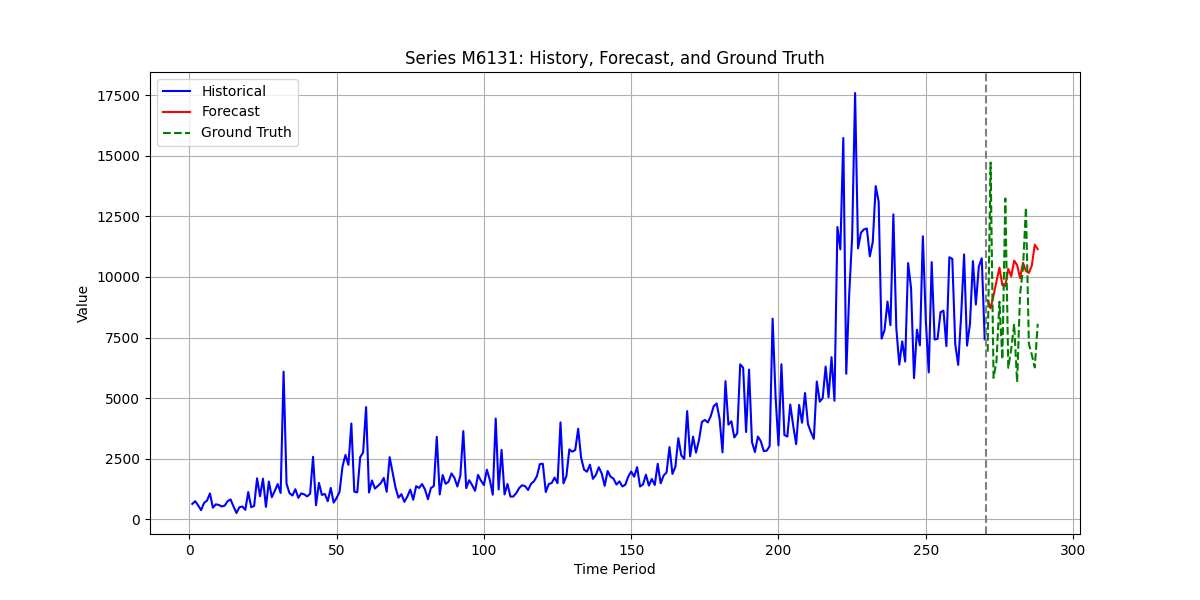 Series M6131: History, Forecast, and Ground Truth
Historical
Forecast
Ground Truth
17500
15000
12500
10000
7500
5000
2500
0
Value
0 50 100 150 200 250 300
Time Period